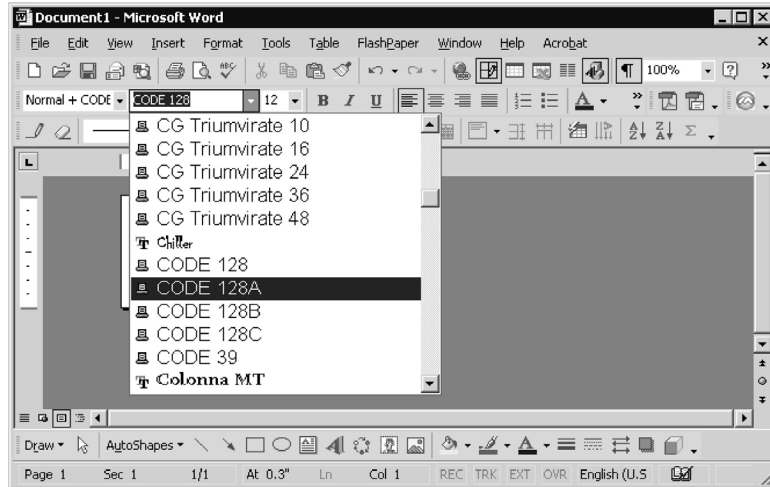 Document1 - Microsoft Word
File Edit View Insert Format Tools Table FlashPaper Window Help Acrobat
ABC 100%
Normal + CODE CODE 128 12 B I U A
CG Triumvirate 10
CG Triumvirate 16
CG Triumvirate 24
CG Triumvirate 36
CG Triumvirate 48
Chiller
CODE 128
CODE 128A
CODE 128B
CODE 128C
CODE 39
Colonna MT
Draw AutoShapes A
Page 1 Sec 1 1/1 At 0.3" Ln Col 1 REC TRK EXT OVR English (U.S